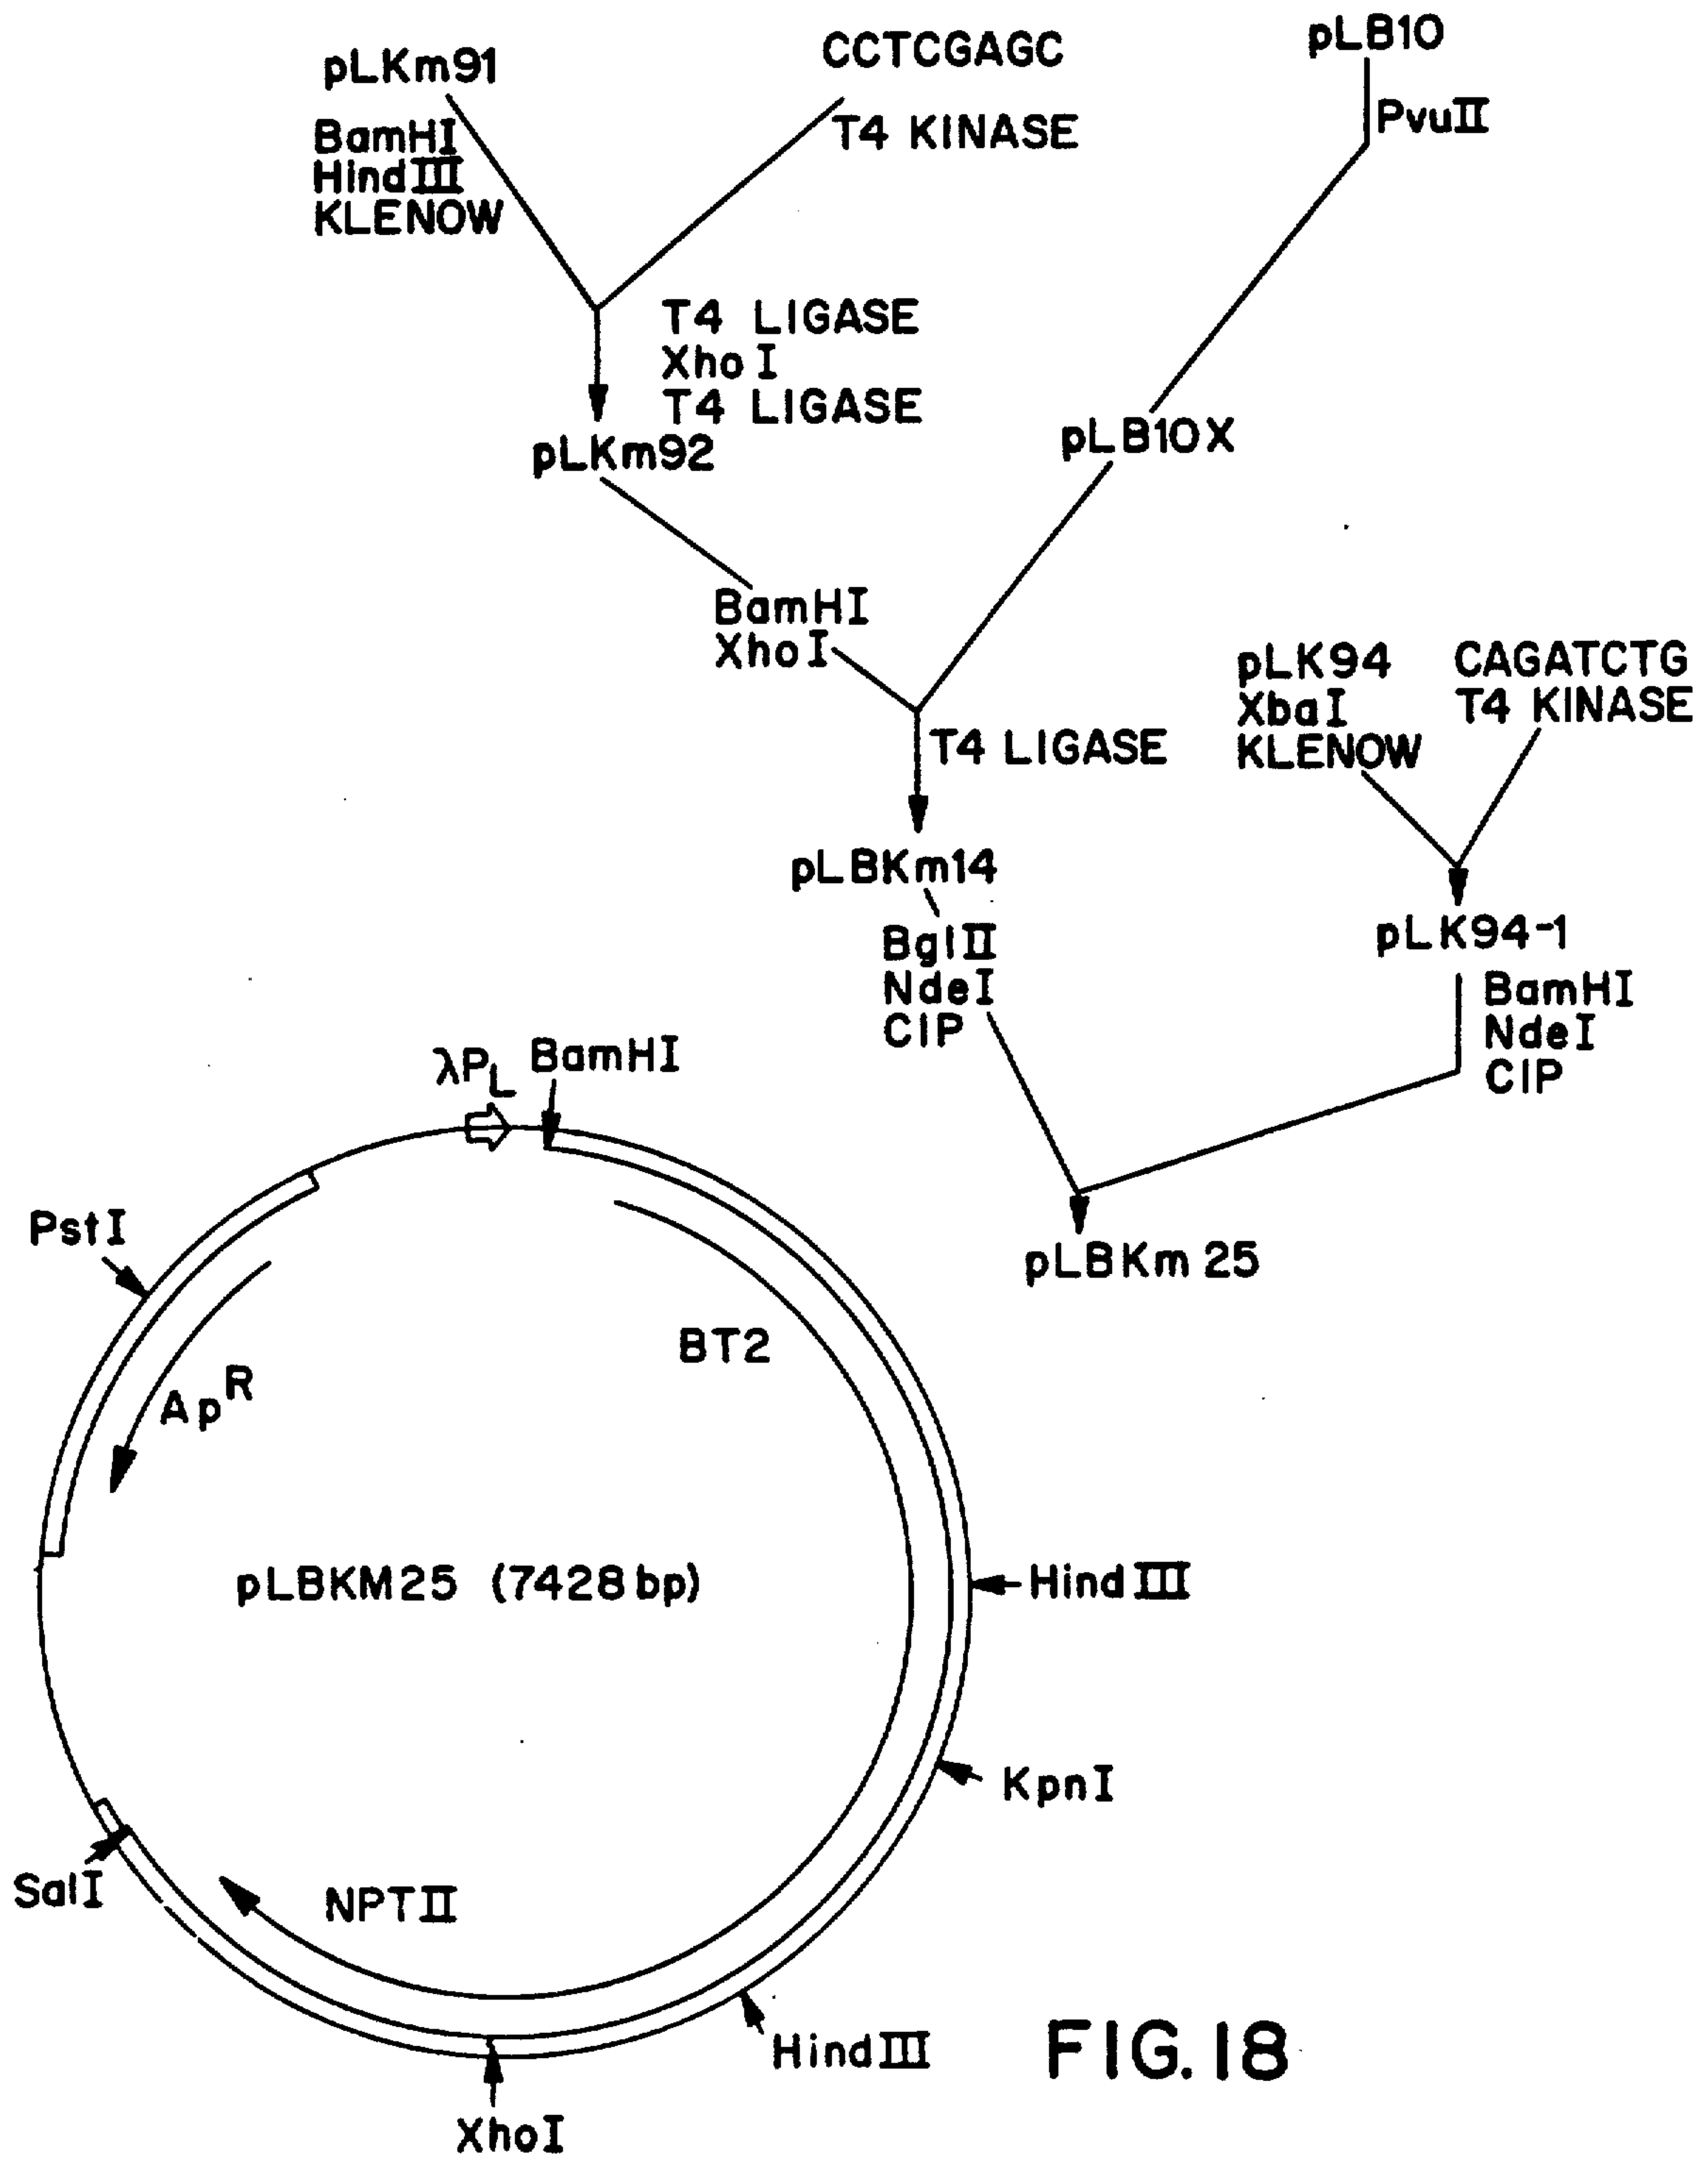 pLKm91
BamHI
HindIII
KLENOW
CCTCGAGC
T4 KINASE
pLB10
PvuII
T4 LIGASE
XhoI
T4 LIGASE
pLKm92
pLB10X
BamHI
XhoI
T4 LIGASE
pLK94
XbaI
KLENOW
CAGATCTG
T4 KINASE
pLBKm14
BglII
NdeI
CIP
pLK94-1
BamHI
NdeI
CIP
pLBKm 25
λPL
BamHI
PstI
ApR
BT2
pLBKM25 (7428 bp)
HindIII
KpnI
SalI
NPTII
HindIII
XhoI
FIG. 18